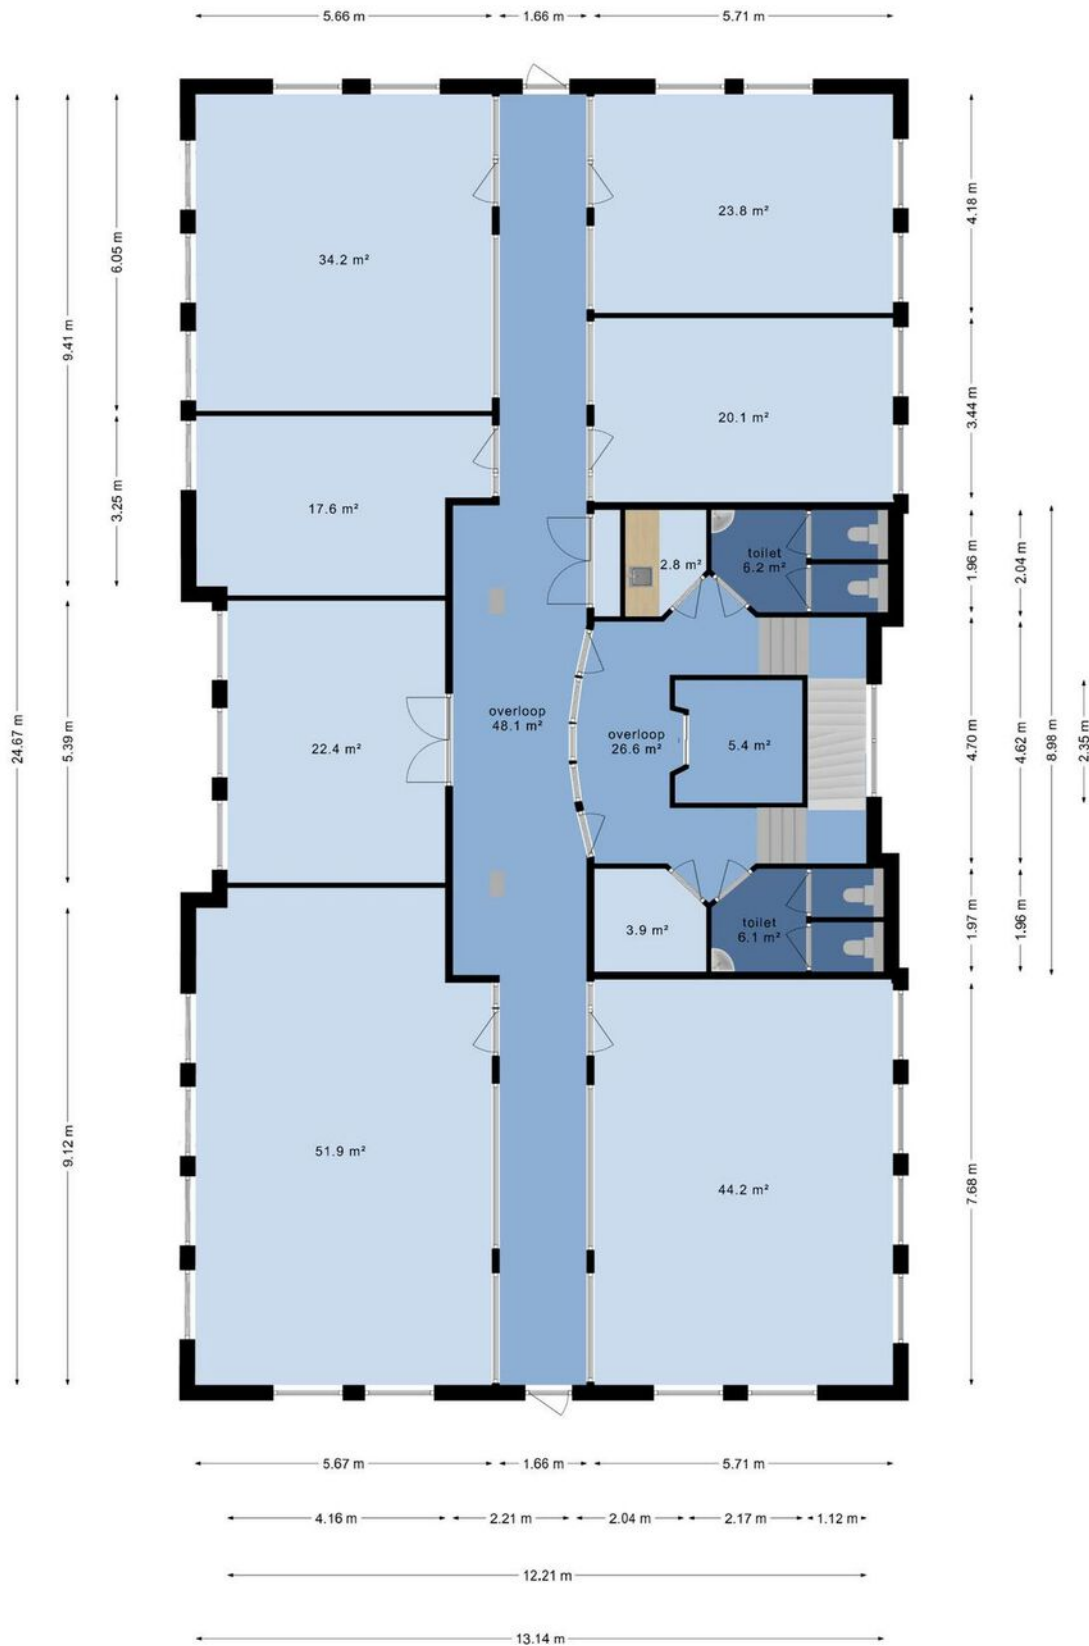 5.66 m
1.66 m
5.71 m
24.67 m
9.41 m
6.05 m
3.25 m
5.39 m
9.12 m
34.2 m²
23.8 m²
20.1 m²
17.6 m²
2.8 m²
toilet
6.2 m²
overloop
48.1 m²
22.4 m²
overloop
26.6 m²
5.4 m²
3.9 m²
toilet
6.1 m²
51.9 m²
44.2 m²
4.18 m
3.44 m
1.96 m
2.04 m
4.70 m
4.62 m
8.98 m
2.35 m
1.97 m
1.96 m
7.68 m
5.67 m
1.66 m
5.71 m
4.16 m
2.21 m
2.04 m
2.17 m
1.12 m
12.21 m
13.14 m